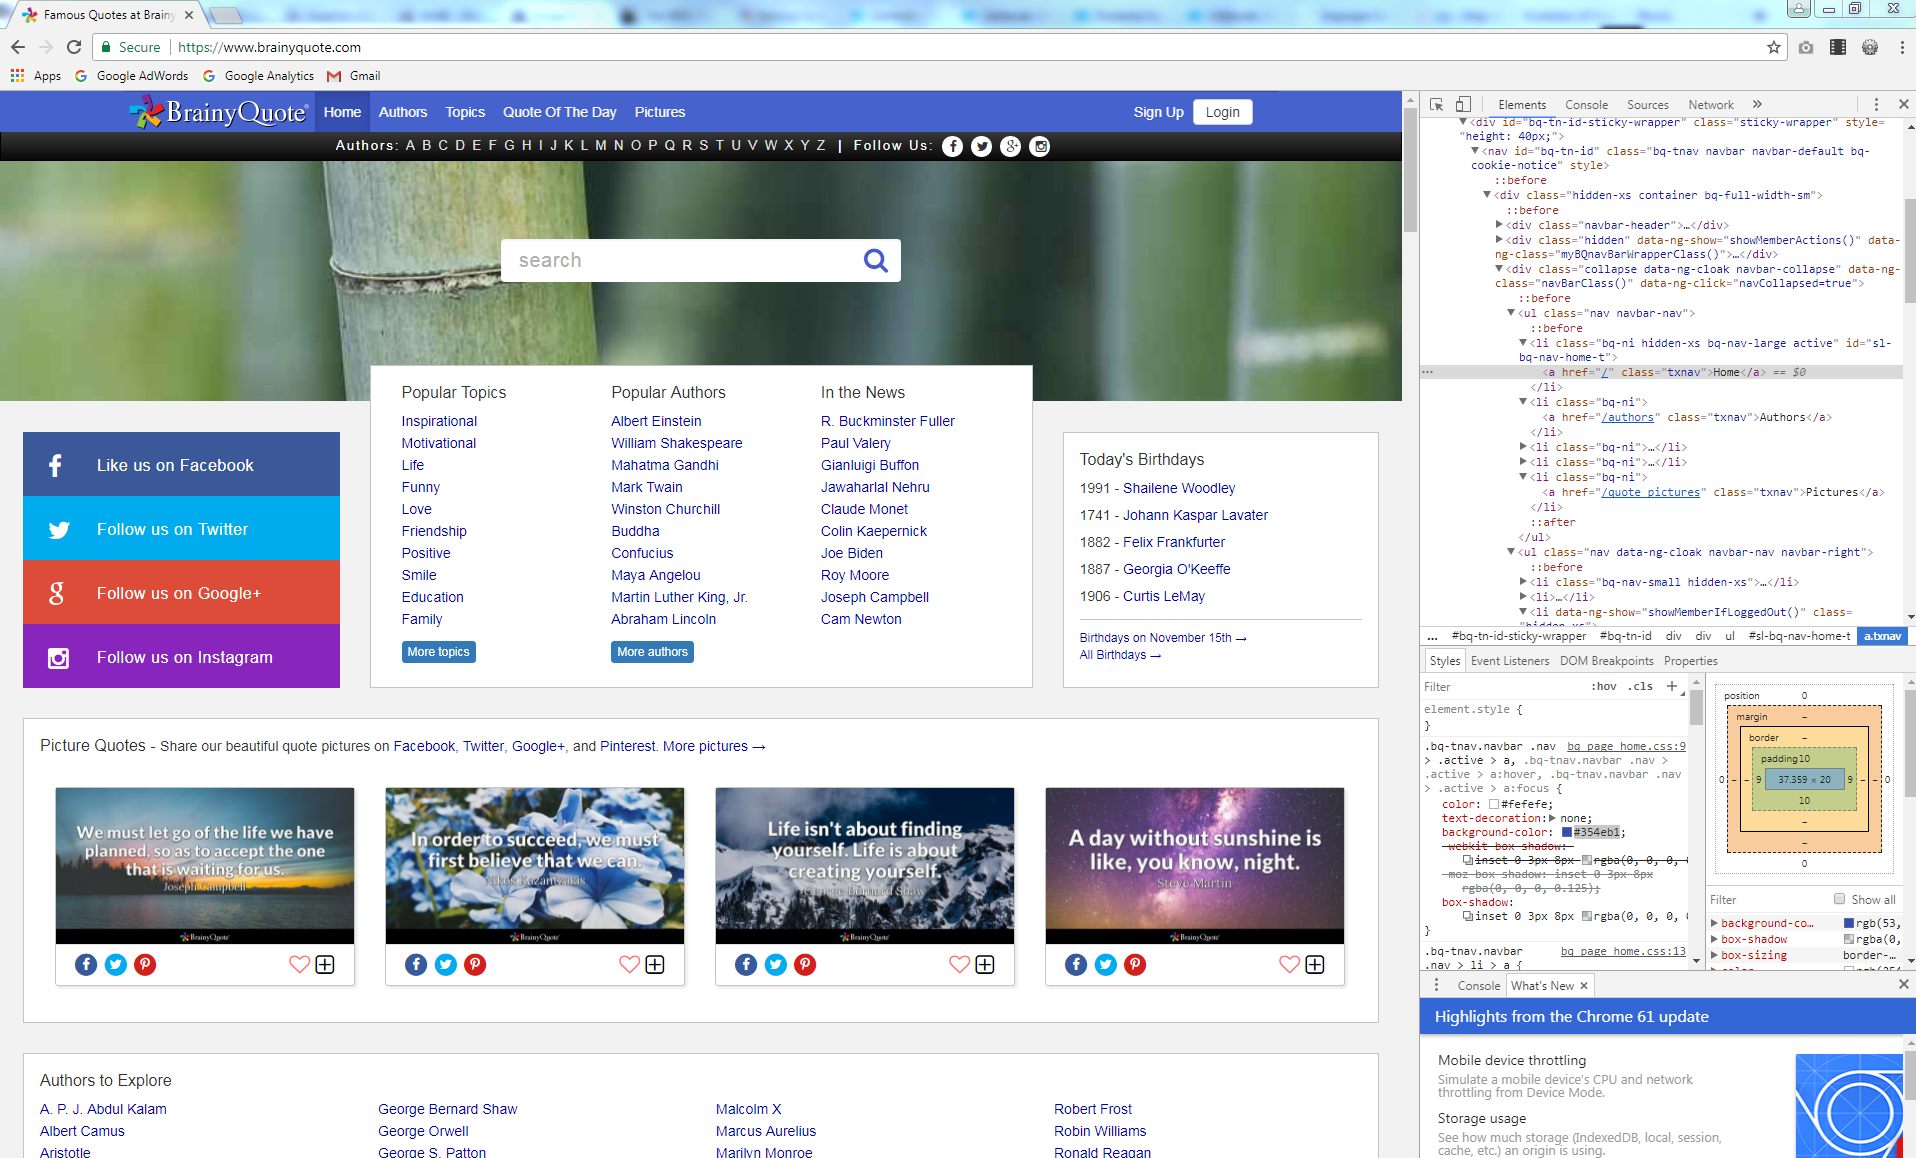 Famous Quotes at Brainy
Secure | https://www.brainyquote.com
Apps Google AdWords Google Analytics Gmail
BrainyQuote® Home Authors Topics Quote Of The Day Pictures Sign Up Login
Authors: A B C D E F G H I J K L M N O P Q R S T U V W X Y Z | Follow Us:
search
Like us on Facebook
Follow us on Twitter
Follow us on Google+
Follow us on Instagram
Popular Topics
Inspirational
Motivational
Life
Funny
Love
Friendship
Positive
Smile
Education
Family
More topics
Popular Authors
Albert Einstein
William Shakespeare
Mahatma Gandhi
Mark Twain
Winston Churchill
Buddha
Confucius
Maya Angelou
Martin Luther King, Jr.
Abraham Lincoln
More authors
In the News
R. Buckminster Fuller
Paul Valery
Gianluigi Buffon
Jawaharlal Nehru
Claude Monet
Colin Kaepernick
Joe Biden
Roy Moore
Joseph Campbell
Cam Newton
Today's Birthdays
1991 - Shailene Woodley
1741 - Johann Kaspar Lavater
1882 - Felix Frankfurter
1887 - Georgia O'Keeffe
1906 - Curtis LeMay
Birthdays on November 15th →
All Birthdays →
Picture Quotes - Share our beautiful quote pictures on Facebook, Twitter, Google+, and Pinterest. More pictures →
We must let go of the life we have
planned, so as to accept the one
that is waiting for us.
Joseph Campbell
BrainyQuote
In order to succeed, we must
first believe that we can.
Nikos Kazantzakis
BrainyQuote
Life isn't about finding
yourself. Life is about
creating yourself.
George Bernard Shaw
BrainyQuote
A day without sunshine is
like, you know, night.
Steve Martin
BrainyQuote
Authors to Explore
A. P. J. Abdul Kalam
Albert Camus
Aristotle
George Bernard Shaw
George Orwell
George S. Patton
Malcolm X
Marcus Aurelius
Marilyn Monroe
Robert Frost
Robin Williams
Ronald Reagan
Elements Console Sources Network »
<div id="bq-tn-id-sticky-wrapper" class="sticky-wrapper" style=
"height: 40px;">
<nav id="bq-tn-id" class="bq-tnav navbar navbar-default bq-
cookie-notice" style>
::before
<div class="hidden-xs container bq-full-width-sm">
::before
<div class="navbar-header">…</div>
<div class="hidden" data-ng-show="showMemberActions()" data-
ng-class="myBQnavBarWrapperClass()">…</div>
<div class="collapse data-ng-cloak navbar-collapse" data-ng-
class="navBarClass()" data-ng-click="navCollapsed=true">
::before
<ul class="nav navbar-nav">
::before
<li class="bq-ni hidden-xs bq-nav-large active" id="sl-
bq-nav-home-t">
<a href="/" class="txnav">Home</a> == $0
</li>
<li class="bq-ni">
<a href="/authors" class="txnav">Authors</a>
</li>
<li class="bq-ni">…</li>
<li class="bq-ni">…</li>
<li class="bq-ni">
<a href="/quote_pictures" class="txnav">Pictures</a>
</li>
::after
</ul>
<ul class="nav data-ng-cloak navbar-nav navbar-right">
::before
<li class="bq-nav-small hidden-xs">…</li>
<li>…</li>
<li data-ng-show="showMemberIfLoggedOut()" class=
"hidden-xs">
... #bq-tn-id-sticky-wrapper #bq-tn-id div div ul #sl-bq-nav-home-t a.txnav
Styles Event Listeners DOM Breakpoints Properties
Filter :hov .cls +
element.style {
}
.bq-tnav.navbar .nav bq_page_home.css:9
> .active > a, .bq-tnav.navbar .nav >
.active > a:hover, .bq-tnav.navbar .nav
> .active > a:focus {
color: #fefefe;
text-decoration: none;
background-color: #354eb1;
-webkit-box-shadow:
inset 0 3px 8px rgba(0, 0, 0, 0
-moz-box-shadow: inset 0 3px 8px
rgba(0, 0, 0, 0.125);
box-shadow:
inset 0 3px 8px rgba(0, 0, 0, 0
}
.bq-tnav.navbar bq_page_home.css:13
.nav > li > a {
position 0
margin –
border –
padding 10
0 – – 9 37.359 × 20 9 – – 0
10
–
–
0
Filter Show all
background-co… rgb(53,
box-shadow rgba(0,
box-sizing border-…
Console What's New
Highlights from the Chrome 61 update
Mobile device throttling
Simulate a mobile device's CPU and network
throttling from Device Mode.
Storage usage
See how much storage (IndexedDB, local, session,
cache, etc.) an origin is using.